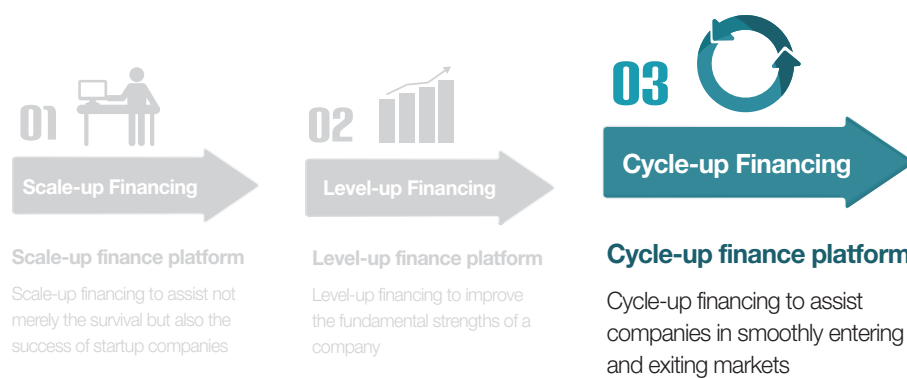 01
Scale-up Financing
Scale-up finance platform
Scale-up financing to assist not
merely the survival but also the
success of startup companies
02
Level-up Financing
Level-up finance platform
Level-up financing to improve
the fundamental strengths of a
company
03
Cycle-up Financing
Cycle-up finance platform
Cycle-up financing to assist
companies in smoothly entering
and exiting markets